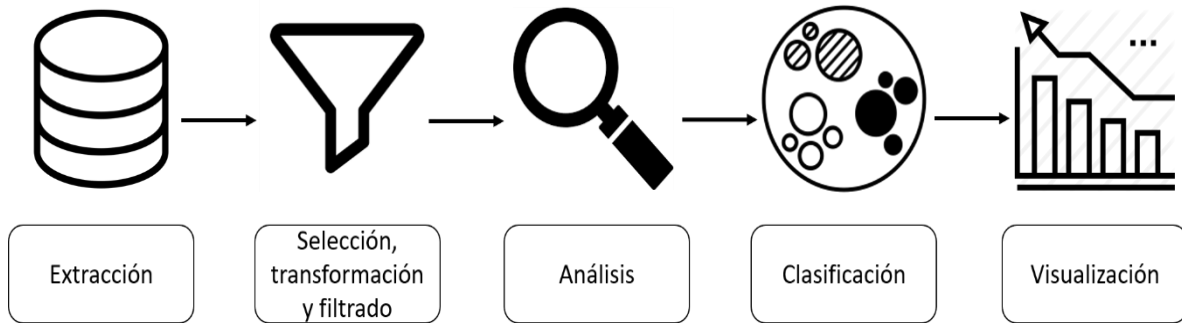 Extracción
Selección,
transformación
y filtrado
Análisis
Clasificación
Visualización
...